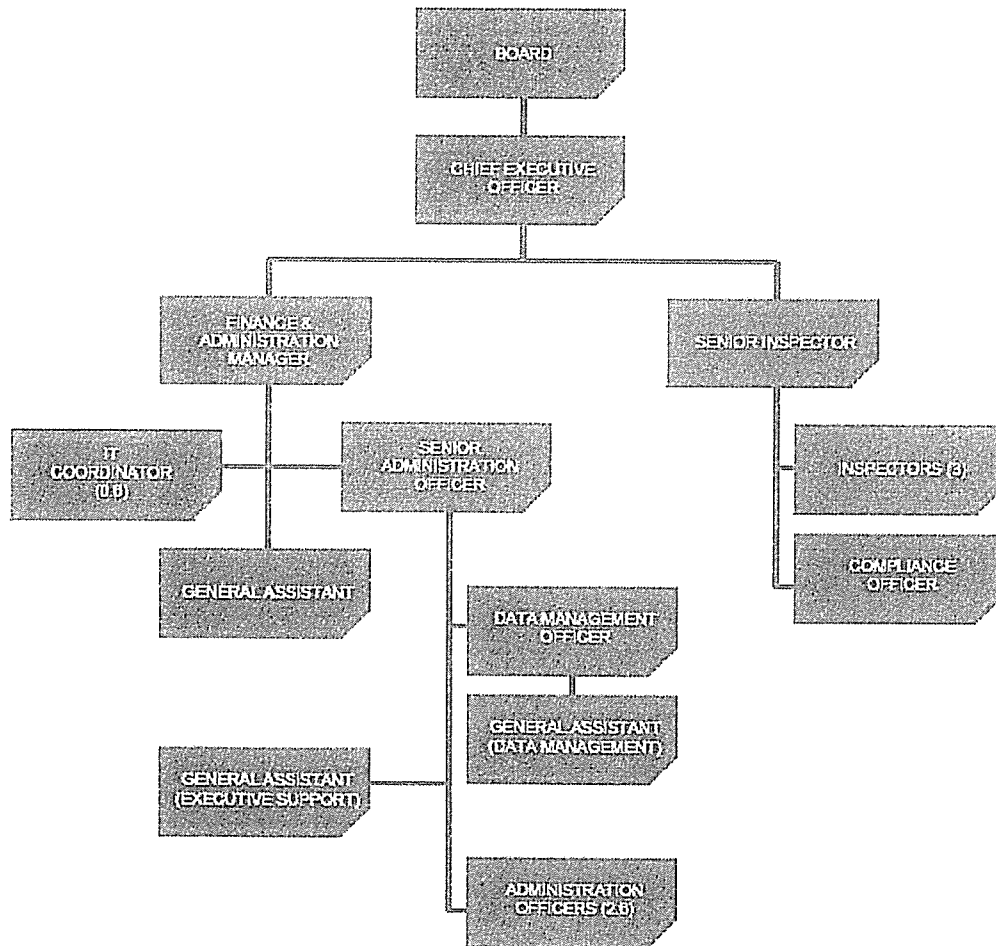 BOARD
CHIEF EXECUTIVE
OFFICER
FINANCE &
ADMINISTRATION
MANAGER
SENIOR INSPECTOR
IT
COORDINATOR
SENIOR
ADMINISTRATION
OFFICER
INSPECTORS (3)
GENERAL ASSISTANT
COMPLIANCE
OFFICER
DATA MANAGEMENT
OFFICER
GENERAL ASSISTANT
(DATA MANAGEMENT)
GENERAL ASSISTANT
(EXECUTIVE SUPPORT)
ADMINISTRATION
OFFICERS